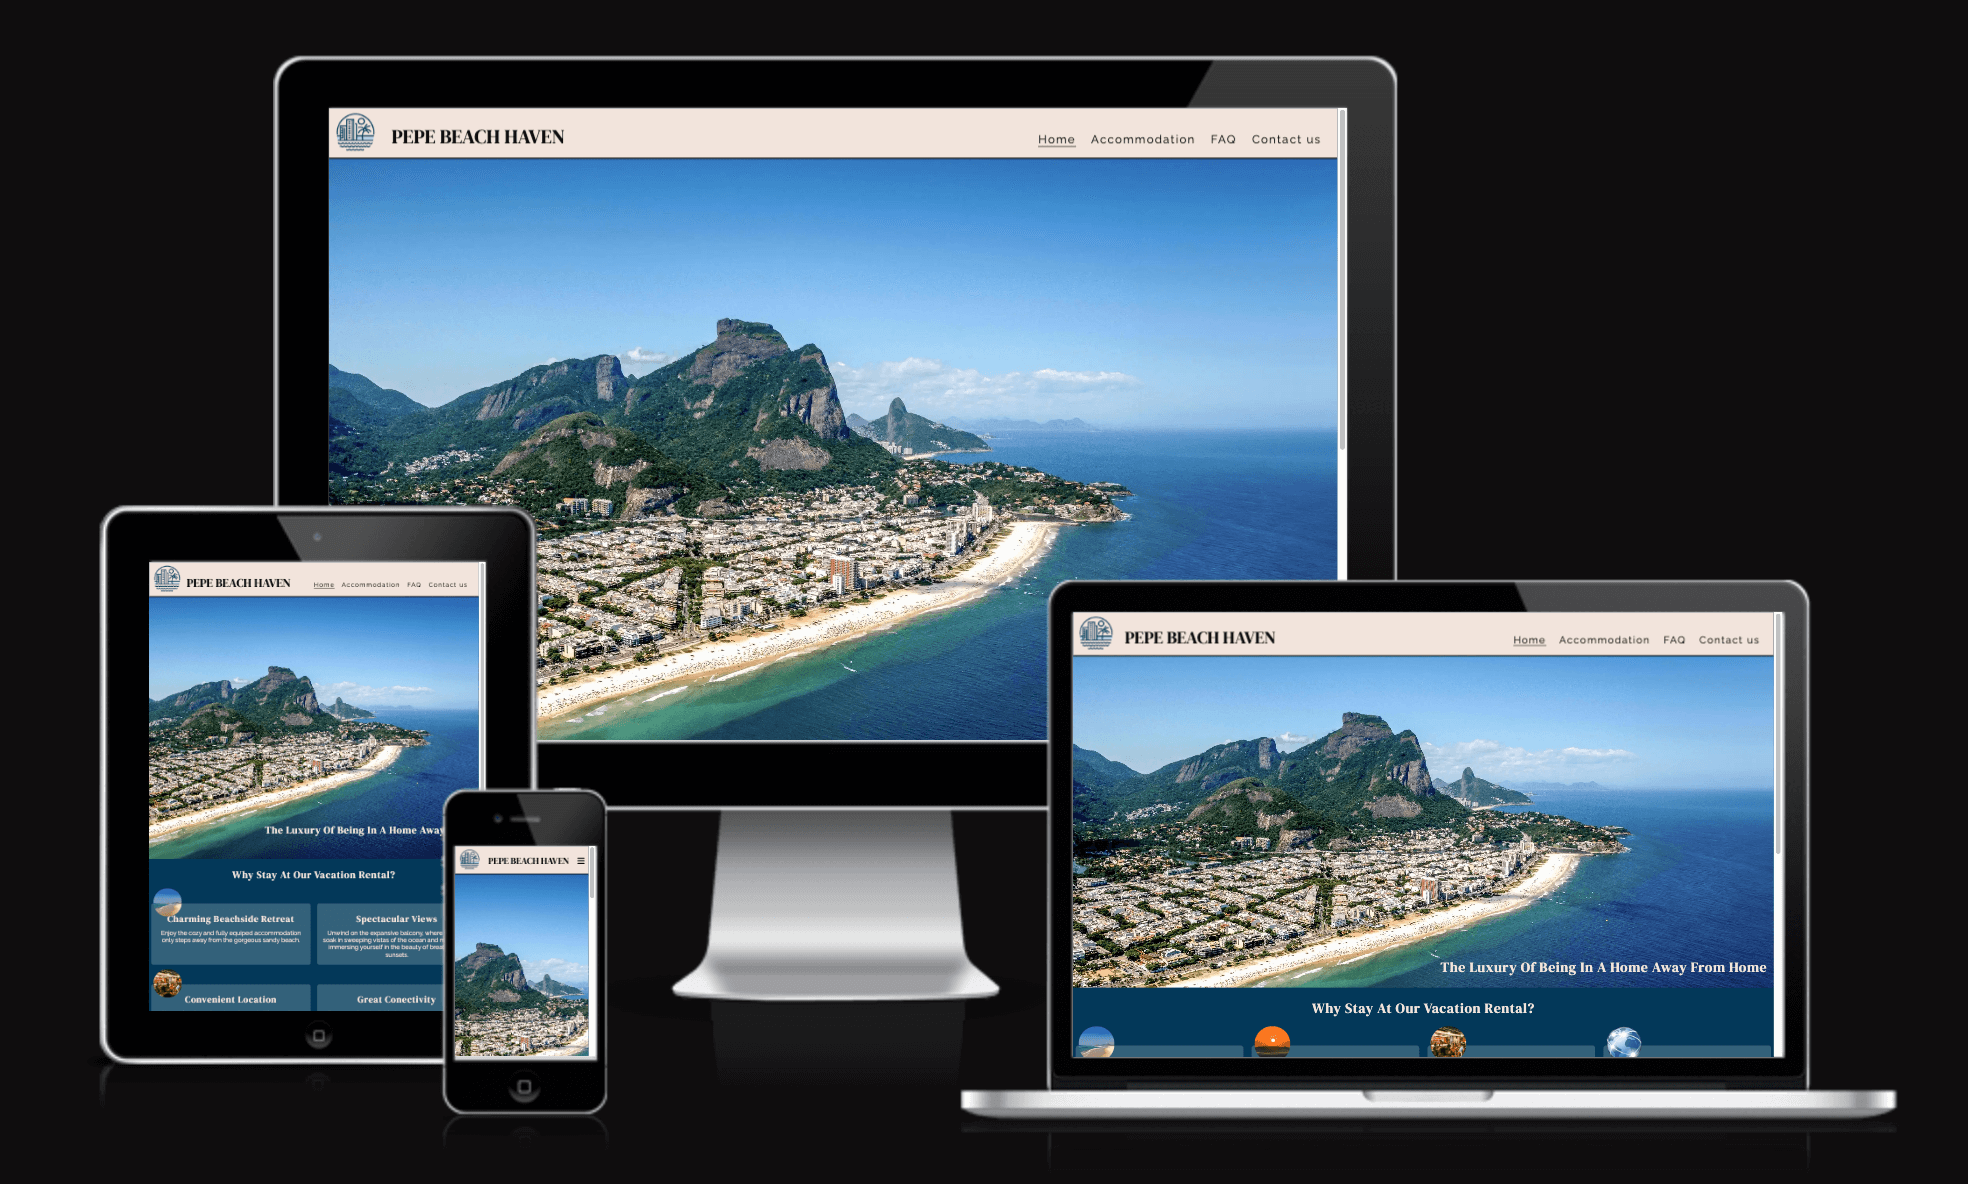 PEPE BEACH HAVEN
Home Accommodation FAQ Contact us
PEPE BEACH HAVEN
Home Accommodation FAQ Contact us
The Luxury Of Being In A Home Away
Why Stay At Our Vacation Rental?
Charming Beachside Retreat
Enjoy the cozy and fully equiped accommodation
only steps away from the gorgeous sandy beach.
Spectacular Views
Unwind on the expansive balcony, where
soak in sweeping vistas of the ocean and
immersing yourself in the beauty of
sunsets.
Convenient Location
Great Conectivity
PEPE BEACH HAVEN
PEPE BEACH HAVEN
Home Accommodation FAQ Contact us
The Luxury Of Being In A Home Away From Home
Why Stay At Our Vacation Rental?